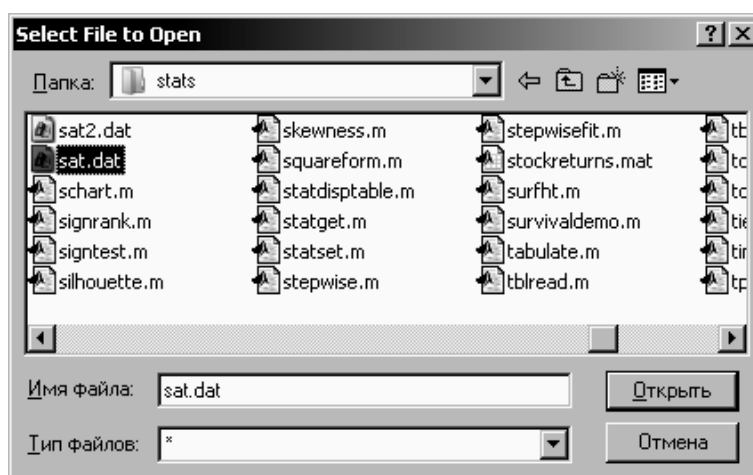 Select File to Open
Папка: stats
sat2.dat skewness.m stepwisefit.m tb
sat.dat squareform.m stockreturns.mat
schart.m statdisptable.m surfht.m
signrank.m statget.m survivaldemo.m
signtest.m statset.m tabulate.m
silhouette.m stepwise.m tblread.m
Имя файла: sat.dat Открыть
Тип файлов: * Отмена